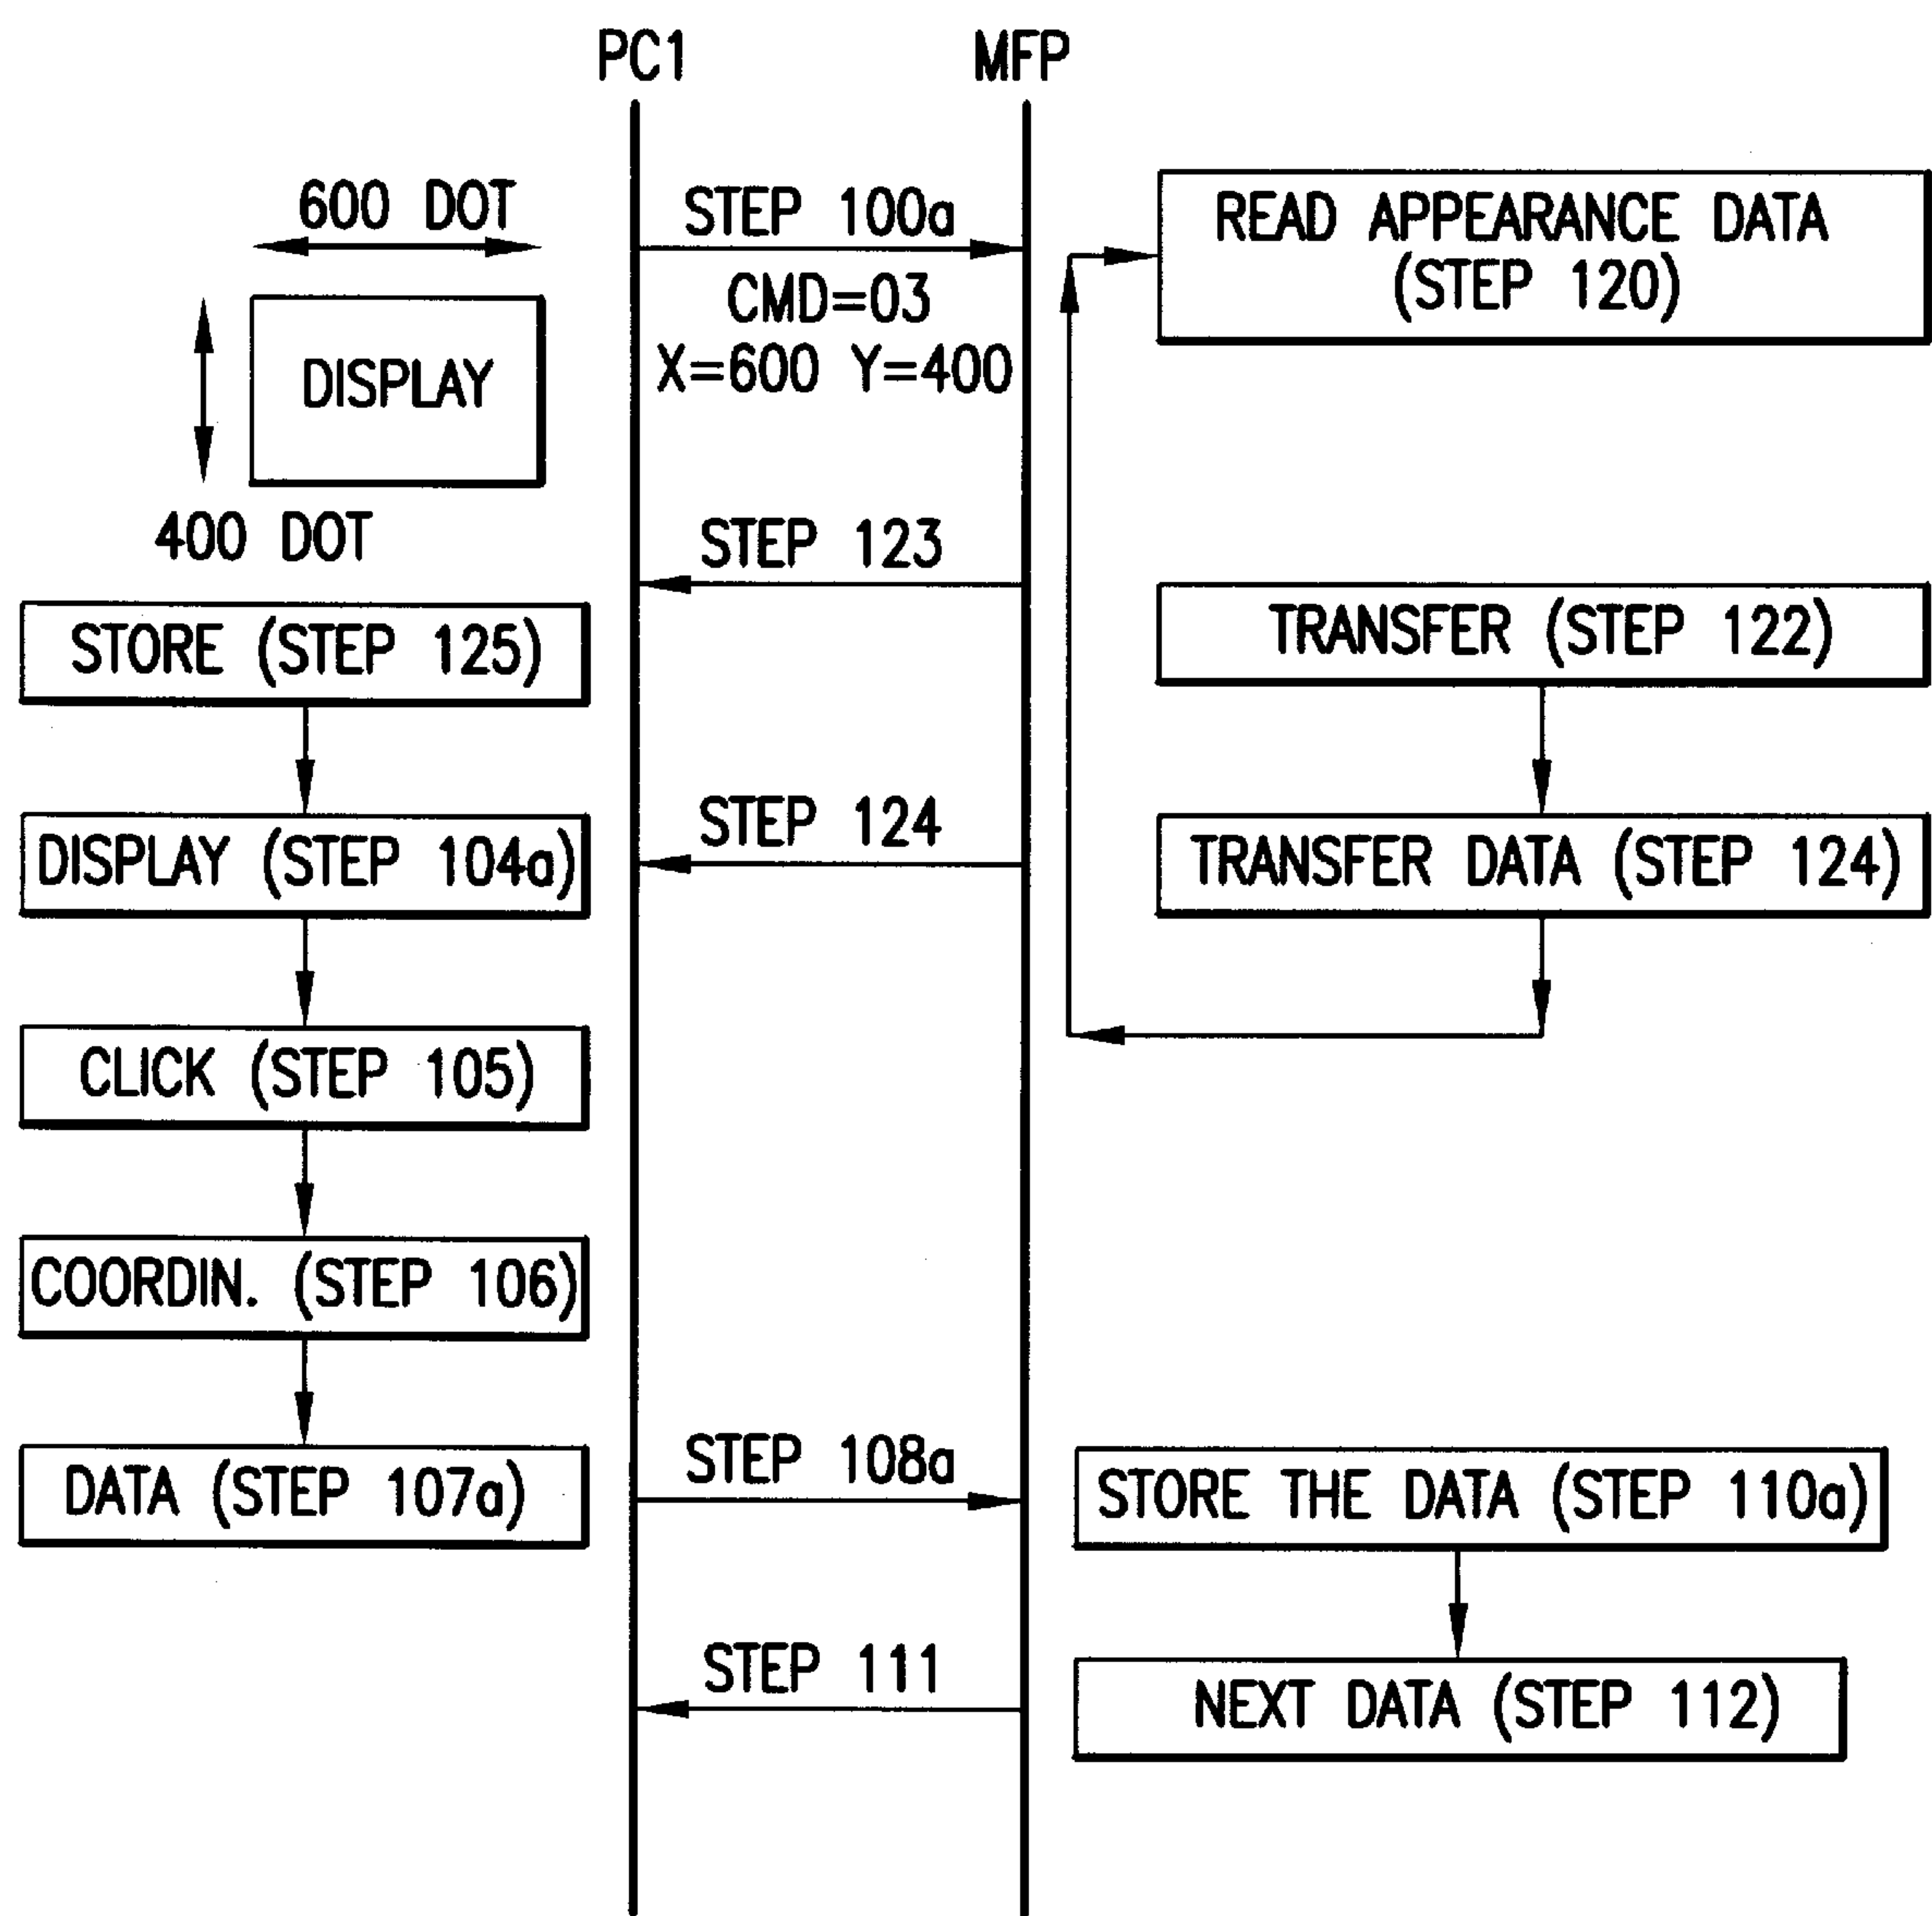 PC1
MFP
600 DOT
STEP 100a
READ APPEARANCE DATA
(STEP 120)
CMD=03
X=600 Y=400
DISPLAY
400 DOT
STEP 123
STORE (STEP 125)
TRANSFER (STEP 122)
STEP 124
DISPLAY (STEP 104a)
TRANSFER DATA (STEP 124)
CLICK (STEP 105)
COORDIN. (STEP 106)
DATA (STEP 107a)
STEP 108a
STORE THE DATA (STEP 110a)
STEP 111
NEXT DATA (STEP 112)